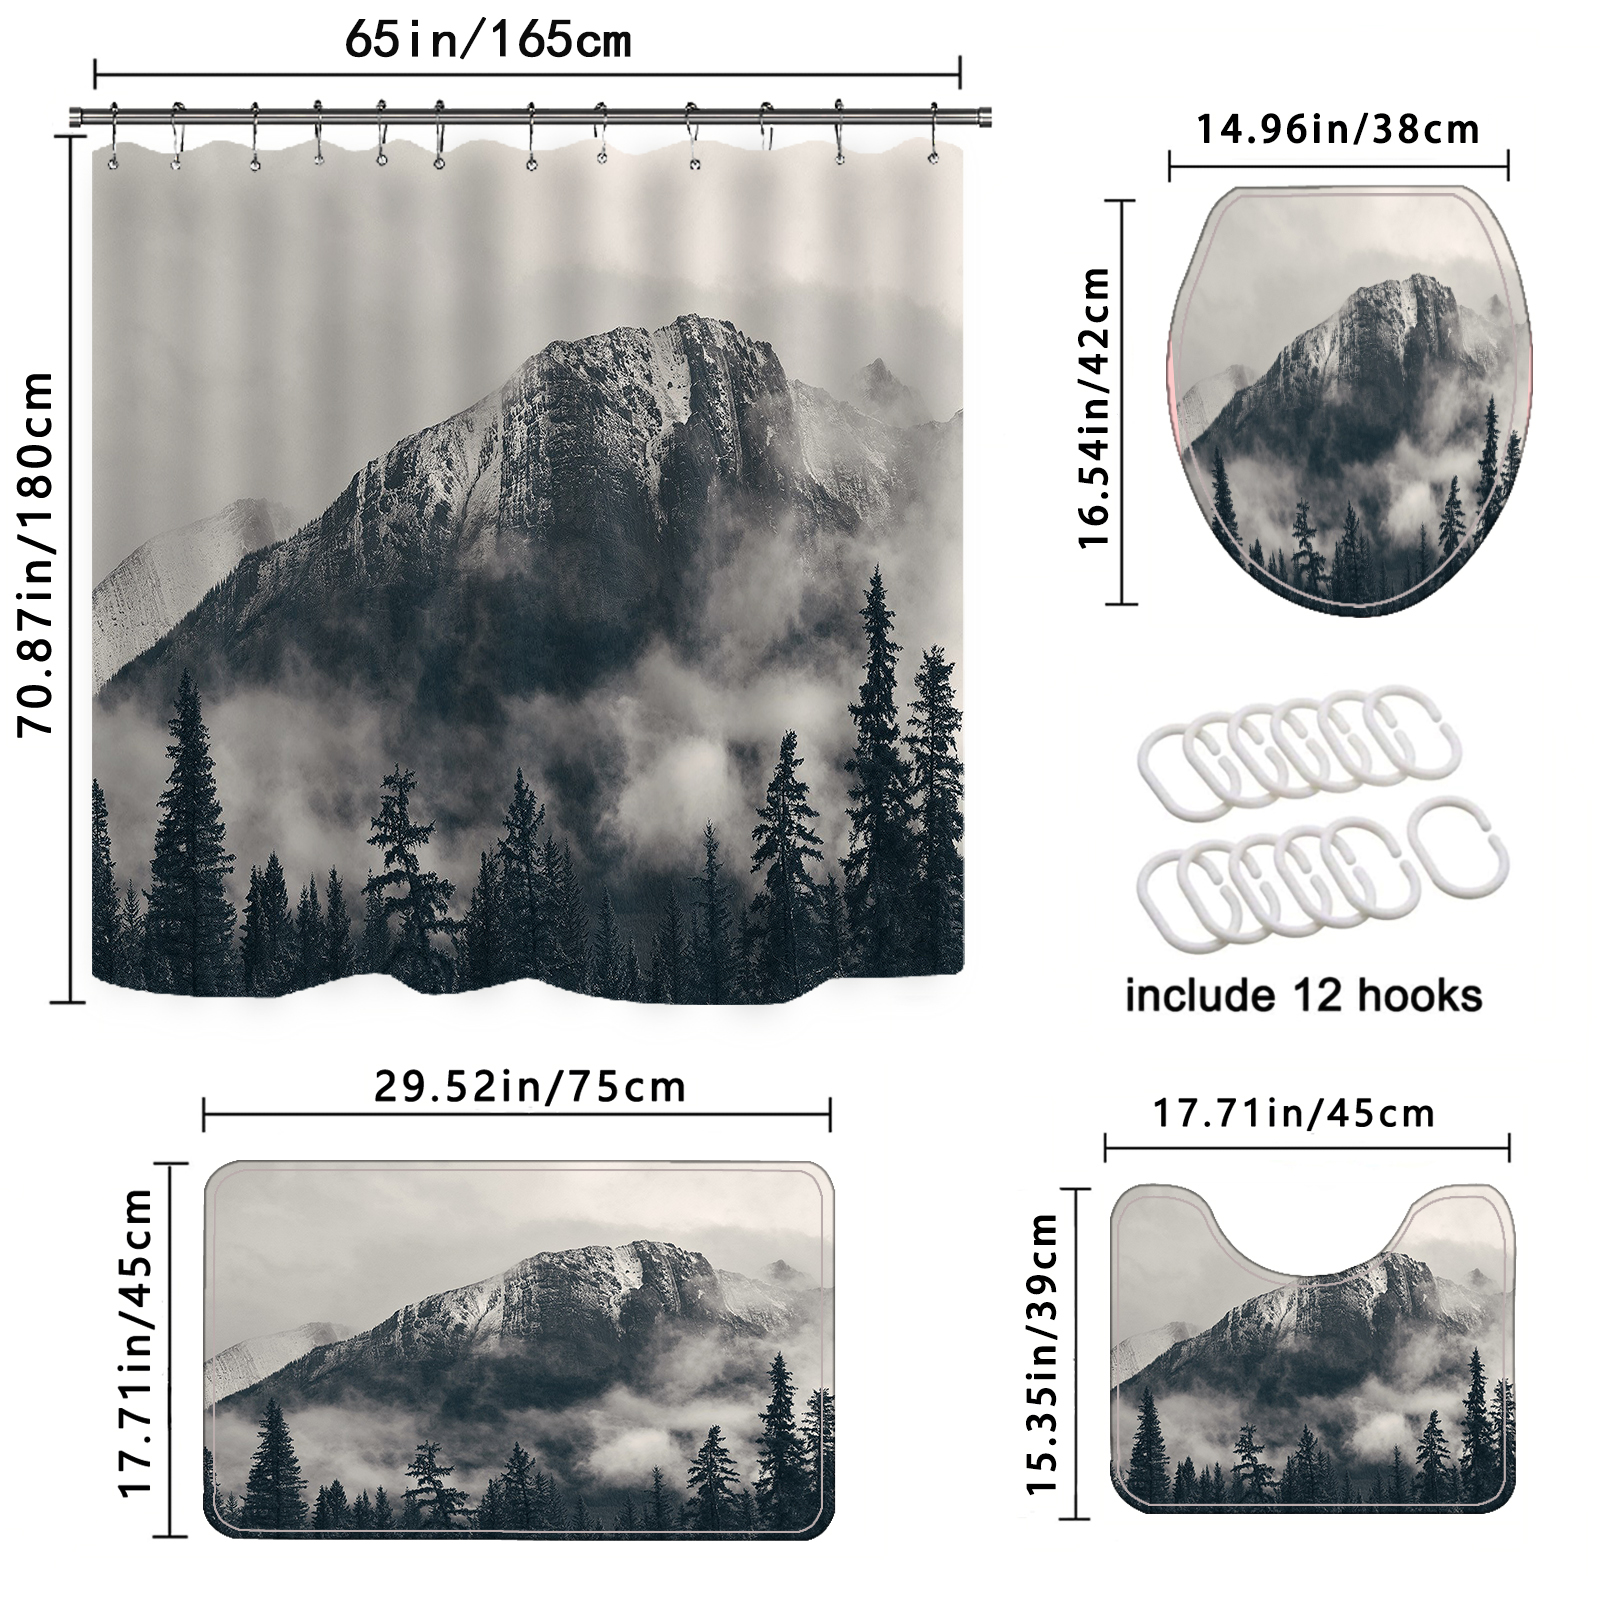 65in/165cm
70.87in/180cm
14.96in/38cm
16.54in/42cm
include 12 hooks
29.52in/75cm
17.71in/45cm
17.71in/45cm
15.35in/39cm